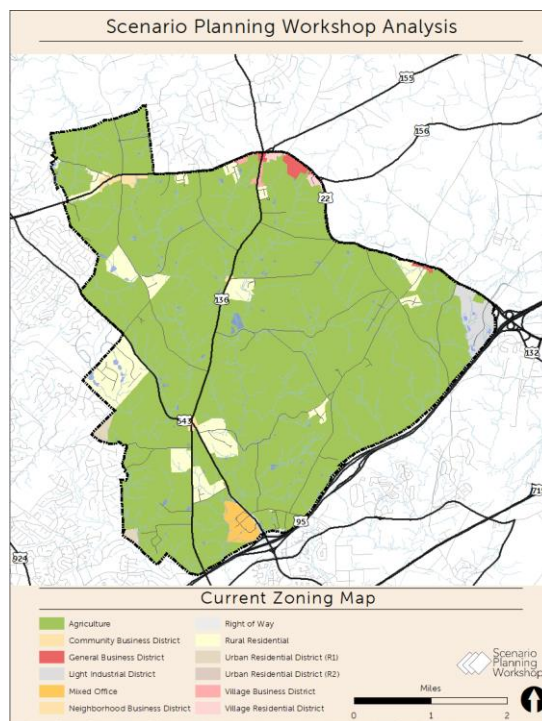 Scenario Planning Workshop Analysis
155
156
22
136
132
543
95
715
924
Current Zoning Map
Agriculture
Community Business District
General Business District
Light Industrial District
Mixed Office
Neighborhood Business District
Right of Way
Rural Residential
Urban Residential District (R1)
Urban Residential District (R2)
Village Business District
Village Residential District
Scenario
Planning
Workshop
Miles
0 1 2